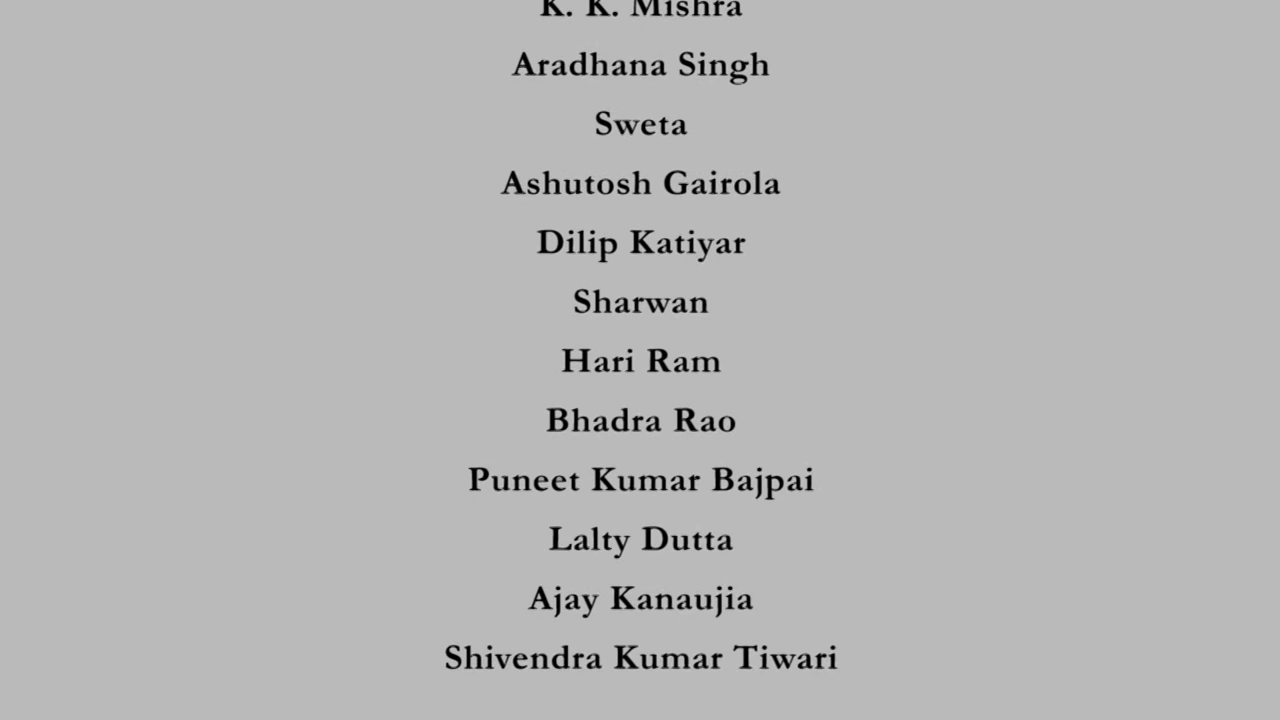 K. K. Mishra
Aradhana Singh
Sweta
Ashutosh Gairola
Dilip Katiyar
Sharwan
Hari Ram
Bhadra Rao
Puneet Kumar Bajpai
Lalty Dutta
Ajay Kanaujia
Shivendra Kumar Tiwari